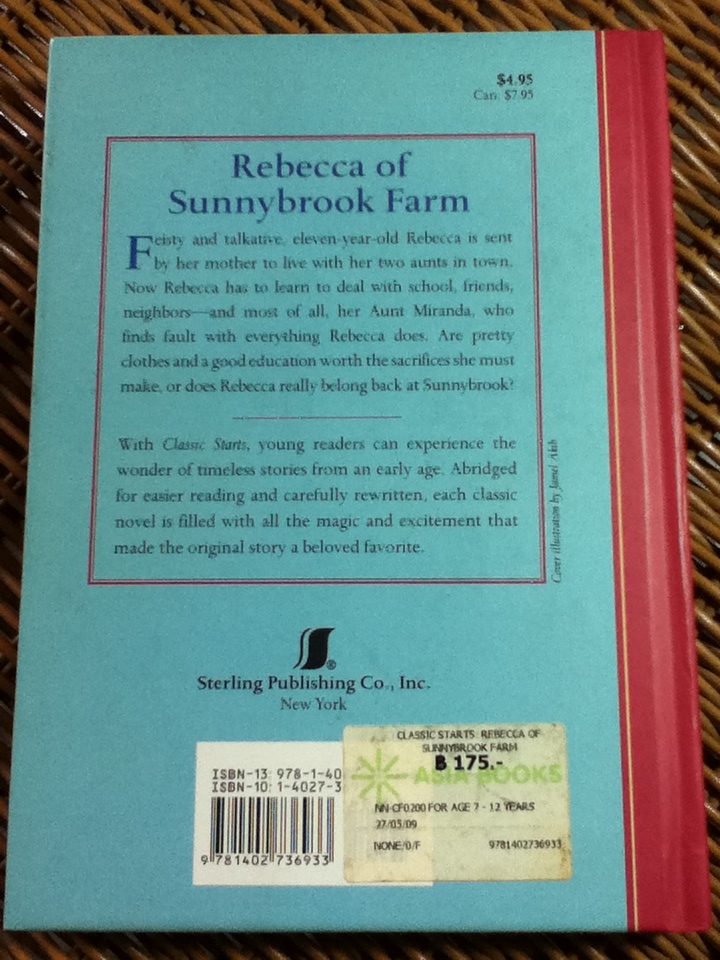 $4.95
Can. $7.95
Rebecca of
Sunnybrook Farm
Feisty and talkative, eleven-year-old Rebecca is sent
by her mother to live with her two aunts in town.
Now Rebecca has to learn to deal with school, friends,
neighbors—and most of all, her Aunt Miranda, who
finds fault with everything Rebecca does. Are pretty
clothes and a good education worth the sacrifices she must
make, or does Rebecca really belong back at Sunnybrook?
With Classic Starts, young readers can experience the
wonder of timeless stories from an early age. Abridged
for easier reading and carefully rewritten, each classic
novel is filled with all the magic and excitement that
made the original story a beloved favorite.
Cover illustration by Jamel Akib
®
Sterling Publishing Co., Inc.
New York
ISBN-13: 978-1-40
ISBN-10: 1-4027-3
9 781402 736933
CLASSIC STARTS: REBECCA OF
SUNNYBROOK FARM
฿ 175.-
ASIA BOOKS
NN-CF0200 FOR AGE 7 - 12 YEARS
27/05/09
NONE/0/F 9781402736933